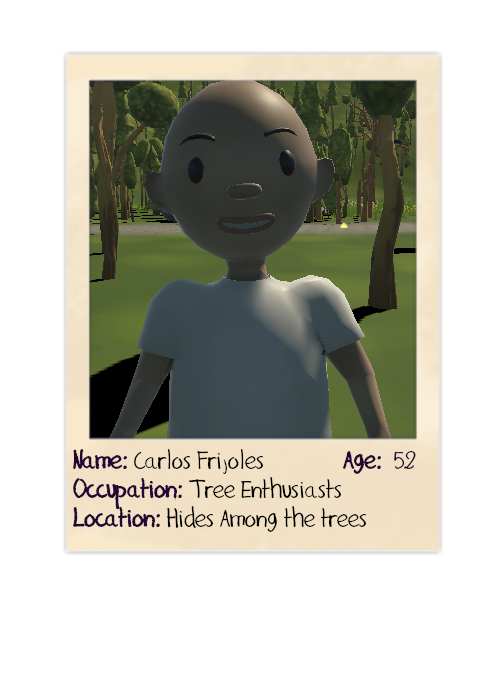 Name: Carlos Frijoles Age: 52
Occupation: Tree Enthusiasts
Location: Hides Among the trees